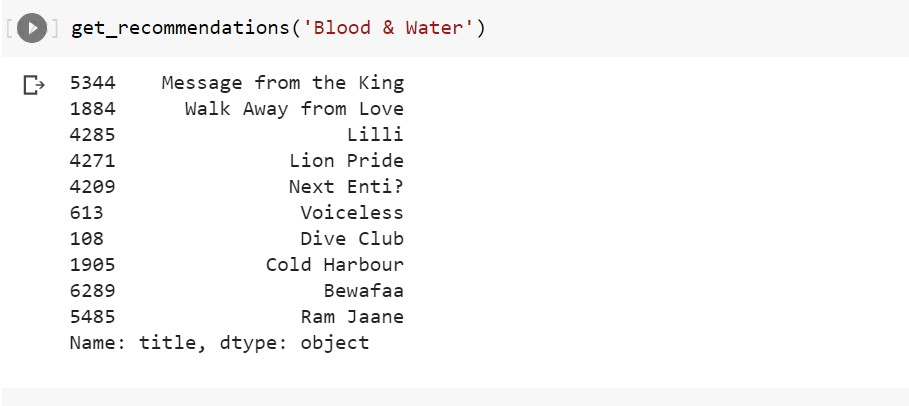 [ ] get_recommendations('Blood & Water')
5344    Message from the King
1884      Walk Away from Love
4285                    Lilli
4271               Lion Pride
4209               Next Enti?
613                 Voiceless
108                 Dive Club
1905             Cold Harbour
6289                  Bewafaa
5485                Ram Jaane
Name: title, dtype: object